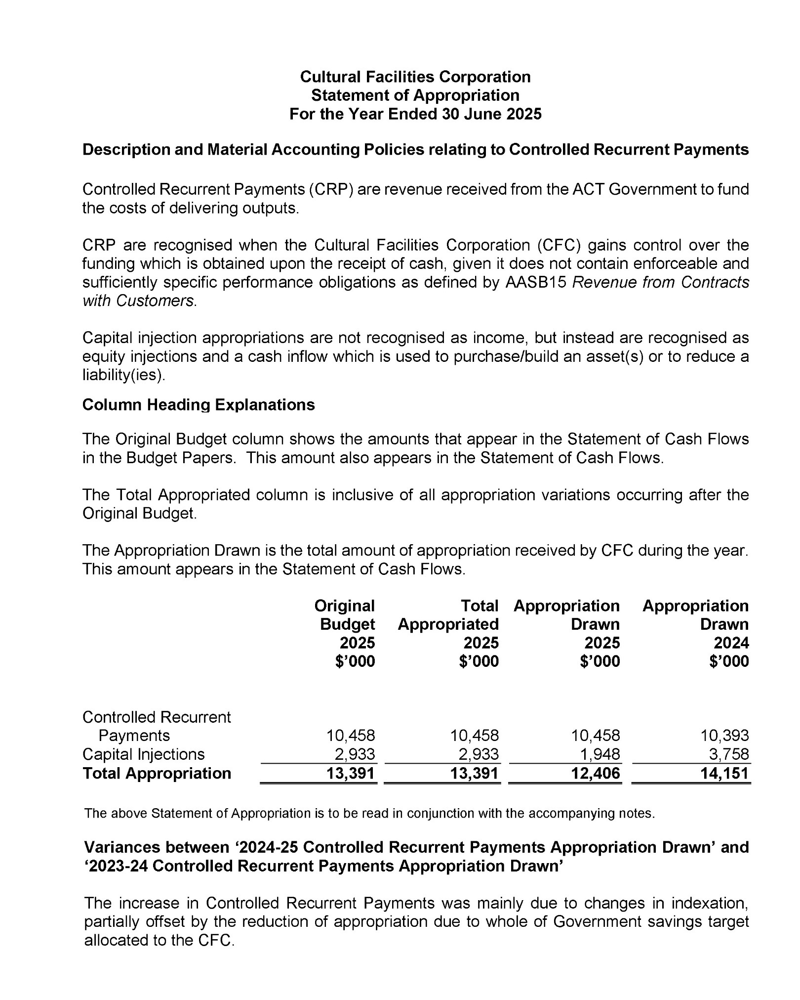 Cultural Facilities Corporation
Statement of Appropriation
For the Year Ended 30 June 2025
Description and Material Accounting Policies relating to Controlled Recurrent Payments
Controlled Recurrent Payments (CRP) are revenue received from the ACT Government to fund
the costs of delivering outputs.
CRP are recognised when the Cultural Facilities Corporation (CFC) gains control over the
funding which is obtained upon the receipt of cash, given it does not contain enforceable and
sufficiently specific performance obligations as defined by AASB15 Revenue from Contracts
with Customers.
Capital injection appropriations are not recognised as income, but instead are recognised as
equity injections and a cash inflow which is used to purchase/build an asset(s) or to reduce a
liability(ies).
Column Heading Explanations
The Original Budget column shows the amounts that appear in the Statement of Cash Flows
in the Budget Papers.  This amount also appears in the Statement of Cash Flows.
The Total Appropriated column is inclusive of all appropriation variations occurring after the
Original Budget.
The Appropriation Drawn is the total amount of appropriation received by CFC during the year.
This amount appears in the Statement of Cash Flows.
Original Total Appropriation Appropriation
Budget Appropriated Drawn Drawn
2025 2025 2025 2024
$’000 $’000 $’000 $’000
Controlled Recurrent
Payments 10,458 10,458 10,458 10,393
Capital Injections 2,933 2,933 1,948 3,758
Total Appropriation 13,391 13,391 12,406 14,151
The above Statement of Appropriation is to be read in conjunction with the accompanying notes.
Variances between ‘2024-25 Controlled Recurrent Payments Appropriation Drawn’ and
‘2023-24 Controlled Recurrent Payments Appropriation Drawn’
The increase in Controlled Recurrent Payments was mainly due to changes in indexation,
partially offset by the reduction of appropriation due to whole of Government savings target
allocated to the CFC.